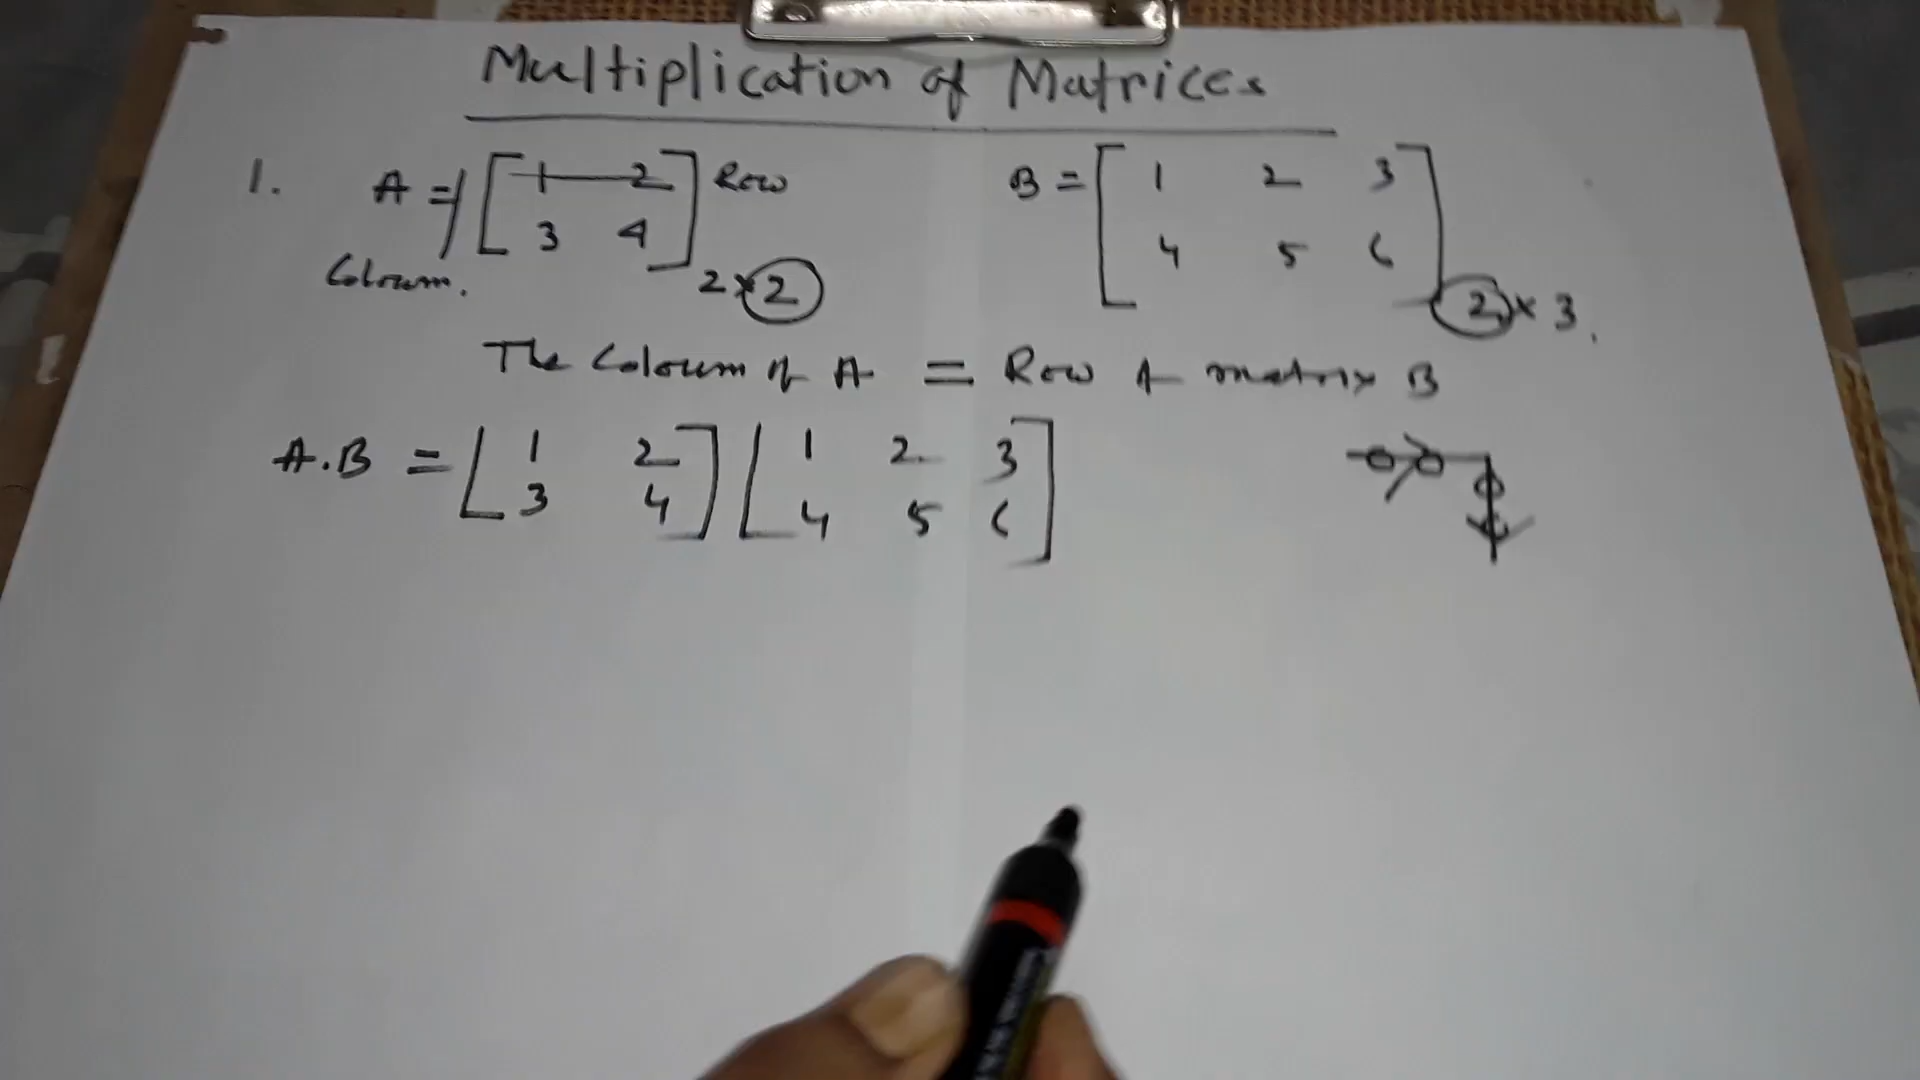 Multiplication of Matrices
1. A = [ 1 2 ] Row B = [ 1 2 3 ]
3 4 4 5 6
Coloum. 2 × 2 2 × 3.
The Coloum of A = Row of matrix B
A.B = [ 1 2 ] [ 1 2 3 ]
3 4 4 5 6